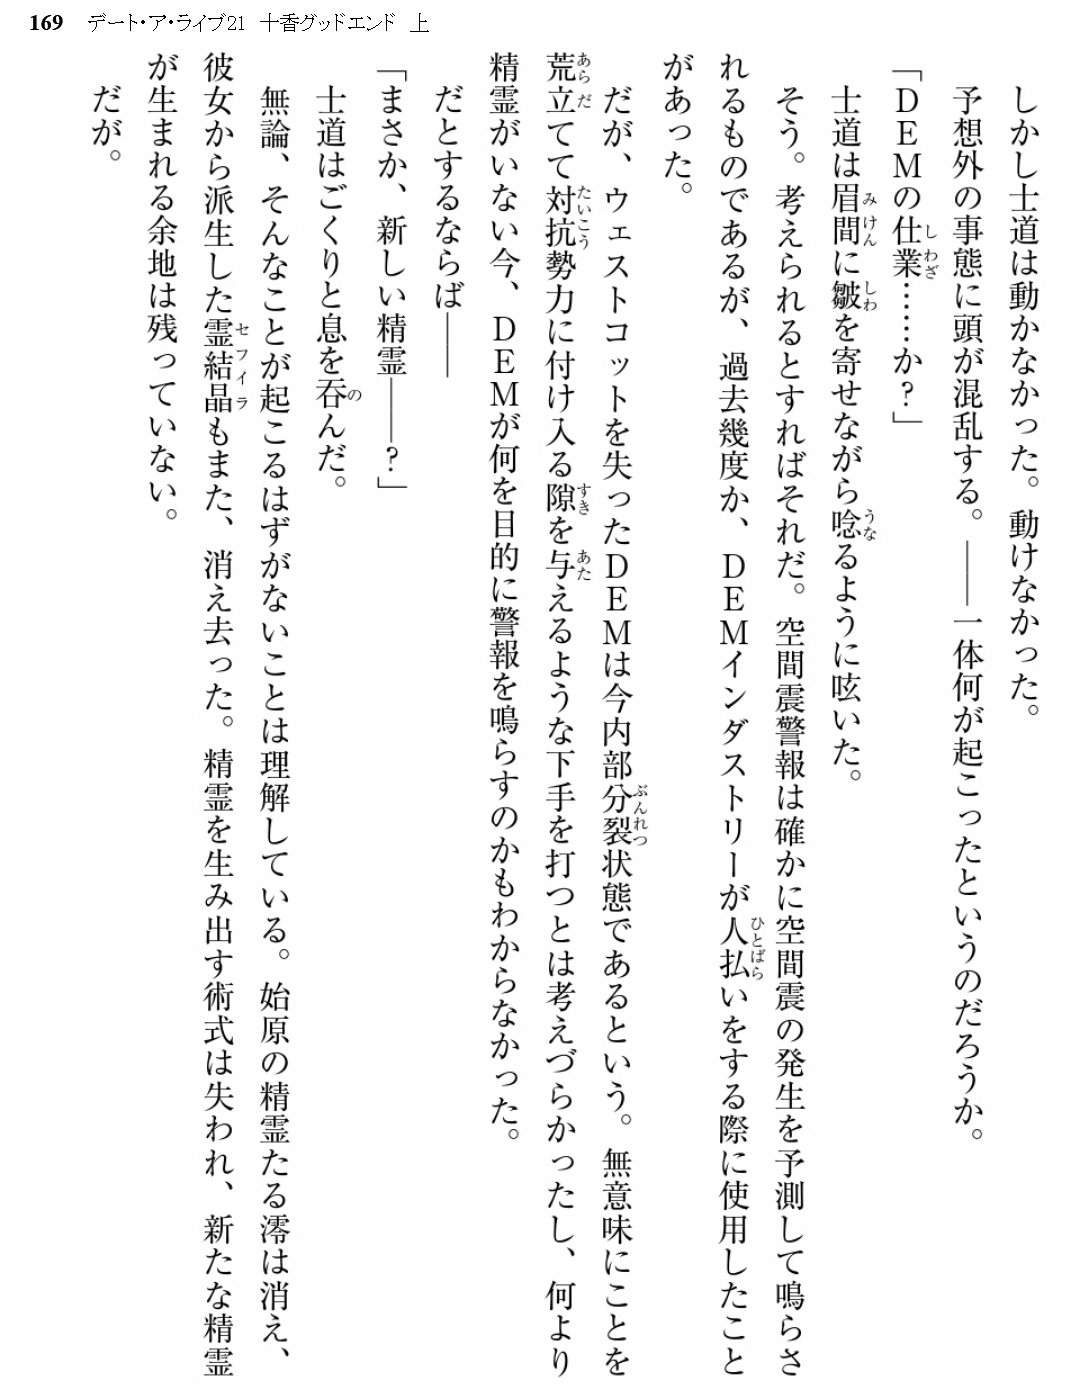 169　デート・ア・ライブ21　十香グッドエンド　上
　しかし士道は動かなかった。動けなかった。
　予想外の事態に頭が混乱する。――一体何が起こったというのだろうか。
「ＤＥＭの仕業……か？」
　士道は眉間に皺を寄せながら唸るように呟いた。
　そう。考えられるとすればそれだ。空間震警報は確かに空間震の発生を予測して鳴らさ
れるものであるが、過去幾度か、ＤＥＭインダストリーが人払いをする際に使用したこと
があった。
　だが、ウェストコットを失ったＤＥＭは今内部分裂状態であるという。無意味にことを
荒立てて対抗勢力に付け入る隙を与えるような下手を打つとは考えづらかったし、何より
精霊がいない今、ＤＥＭが何を目的に警報を鳴らすのかもわからなかった。
　だとするならば――
「まさか、新しい精霊――？」
　士道はごくりと息を呑んだ。
　無論、そんなことが起こるはずがないことは理解している。始原の精霊たる澪は消え、
彼女から派生した霊結晶もまた、消え去った。精霊を生み出す術式は失われ、新たな精霊
が生まれる余地は残っていない。
　だが。